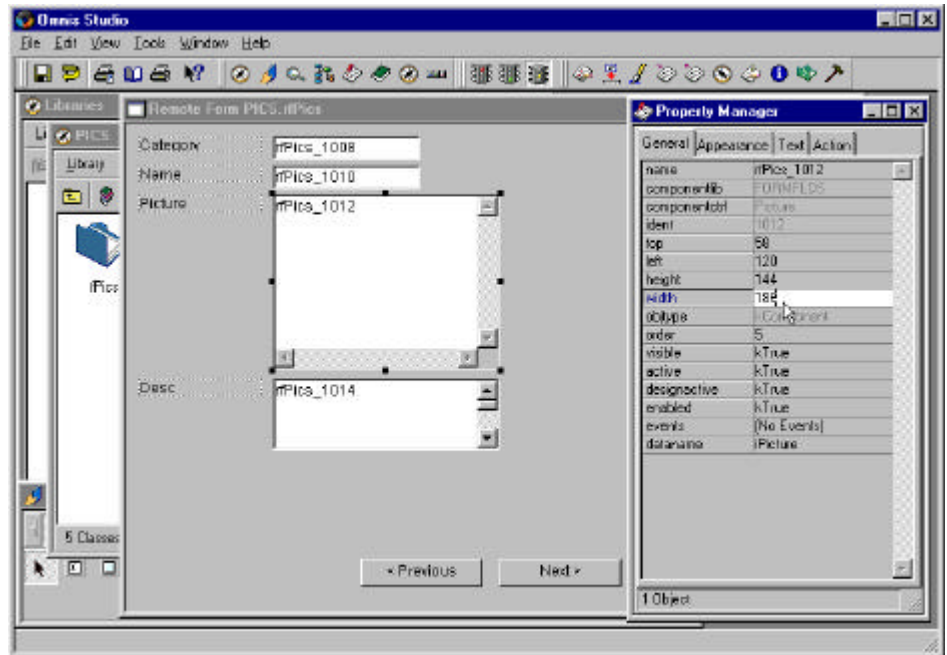 Omnis Studio
File Edit View Tools Window Help
Libraries
Remote Form PICS.rfPics
Property Manager
PICS
General Appearance Text Action
Library
Category rfPics_1008
Name rfPics_1010
Picture rfPics_1012
Desc rfPics_1014
name rfPics_1012
componentlib FORMFLDS
componentctrl Picture
ident 1012
top 58
left 120
height 144
width 186
objtype kComponent
order 5
visible kTrue
active kTrue
designactive kTrue
enabled kTrue
events (No Events)
dataname iPicture
5 Classes
< Previous Next >
1 Object